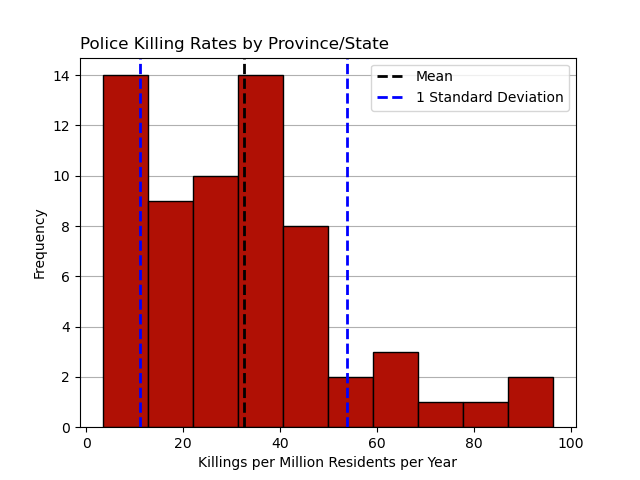 Police Killing Rates by Province/State
Mean
1 Standard Deviation
14
12
10
8
6
4
2
0
Frequency
0 20 40 60 80 100
Killings per Million Residents per Year